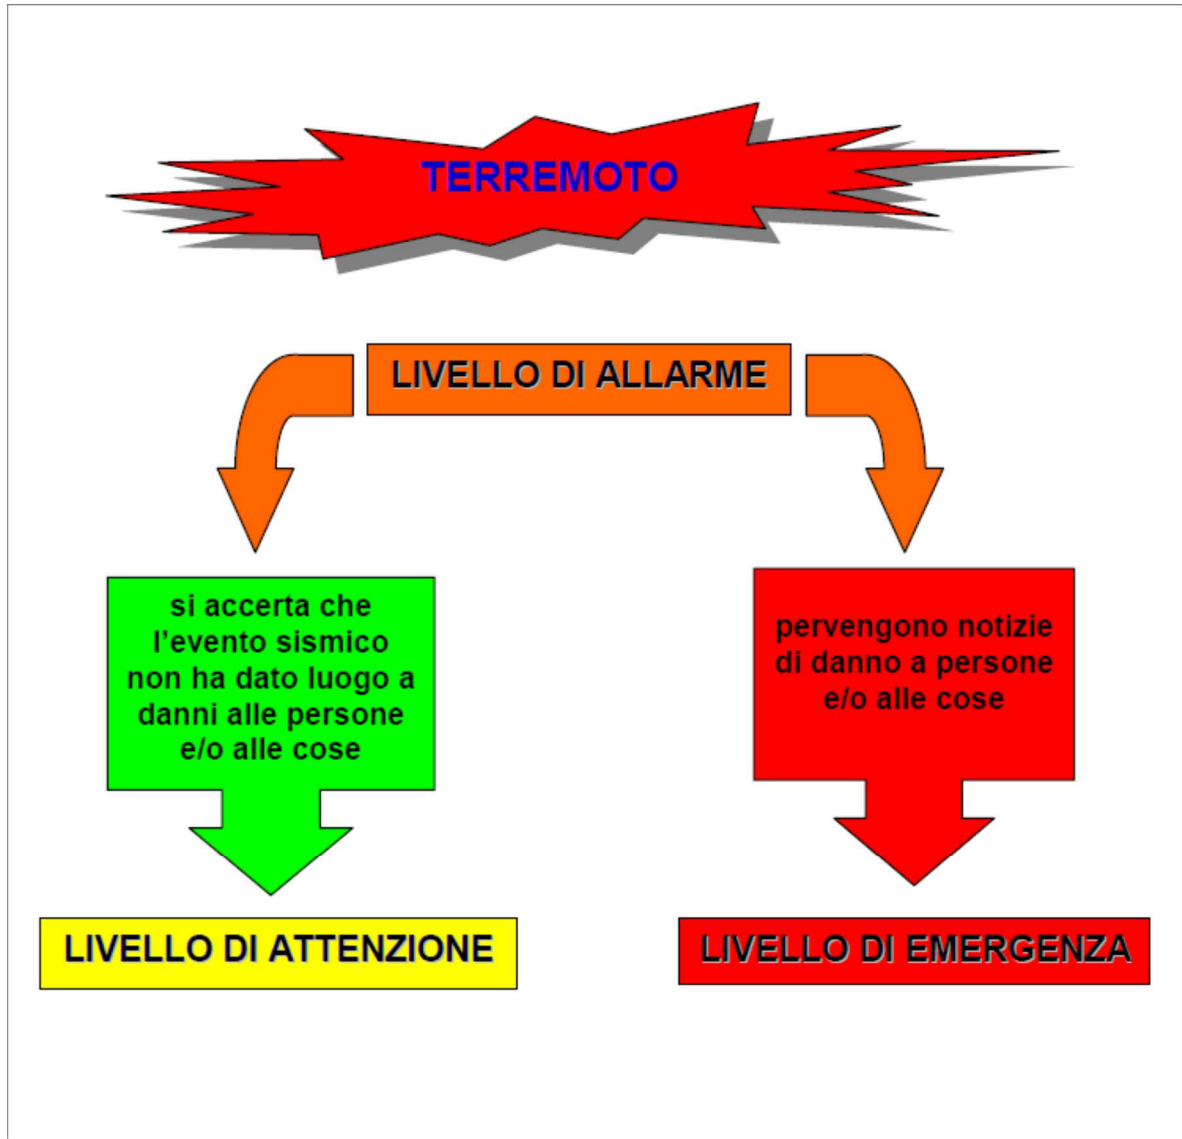 TERREMOTO
LIVELLO DI ALLARME
si accerta che
l’evento sismico
non ha dato luogo a
danni alle persone
e/o alle cose
pervengono notizie
di danno a persone
e/o alle cose
LIVELLO DI ATTENZIONE
LIVELLO DI EMERGENZA